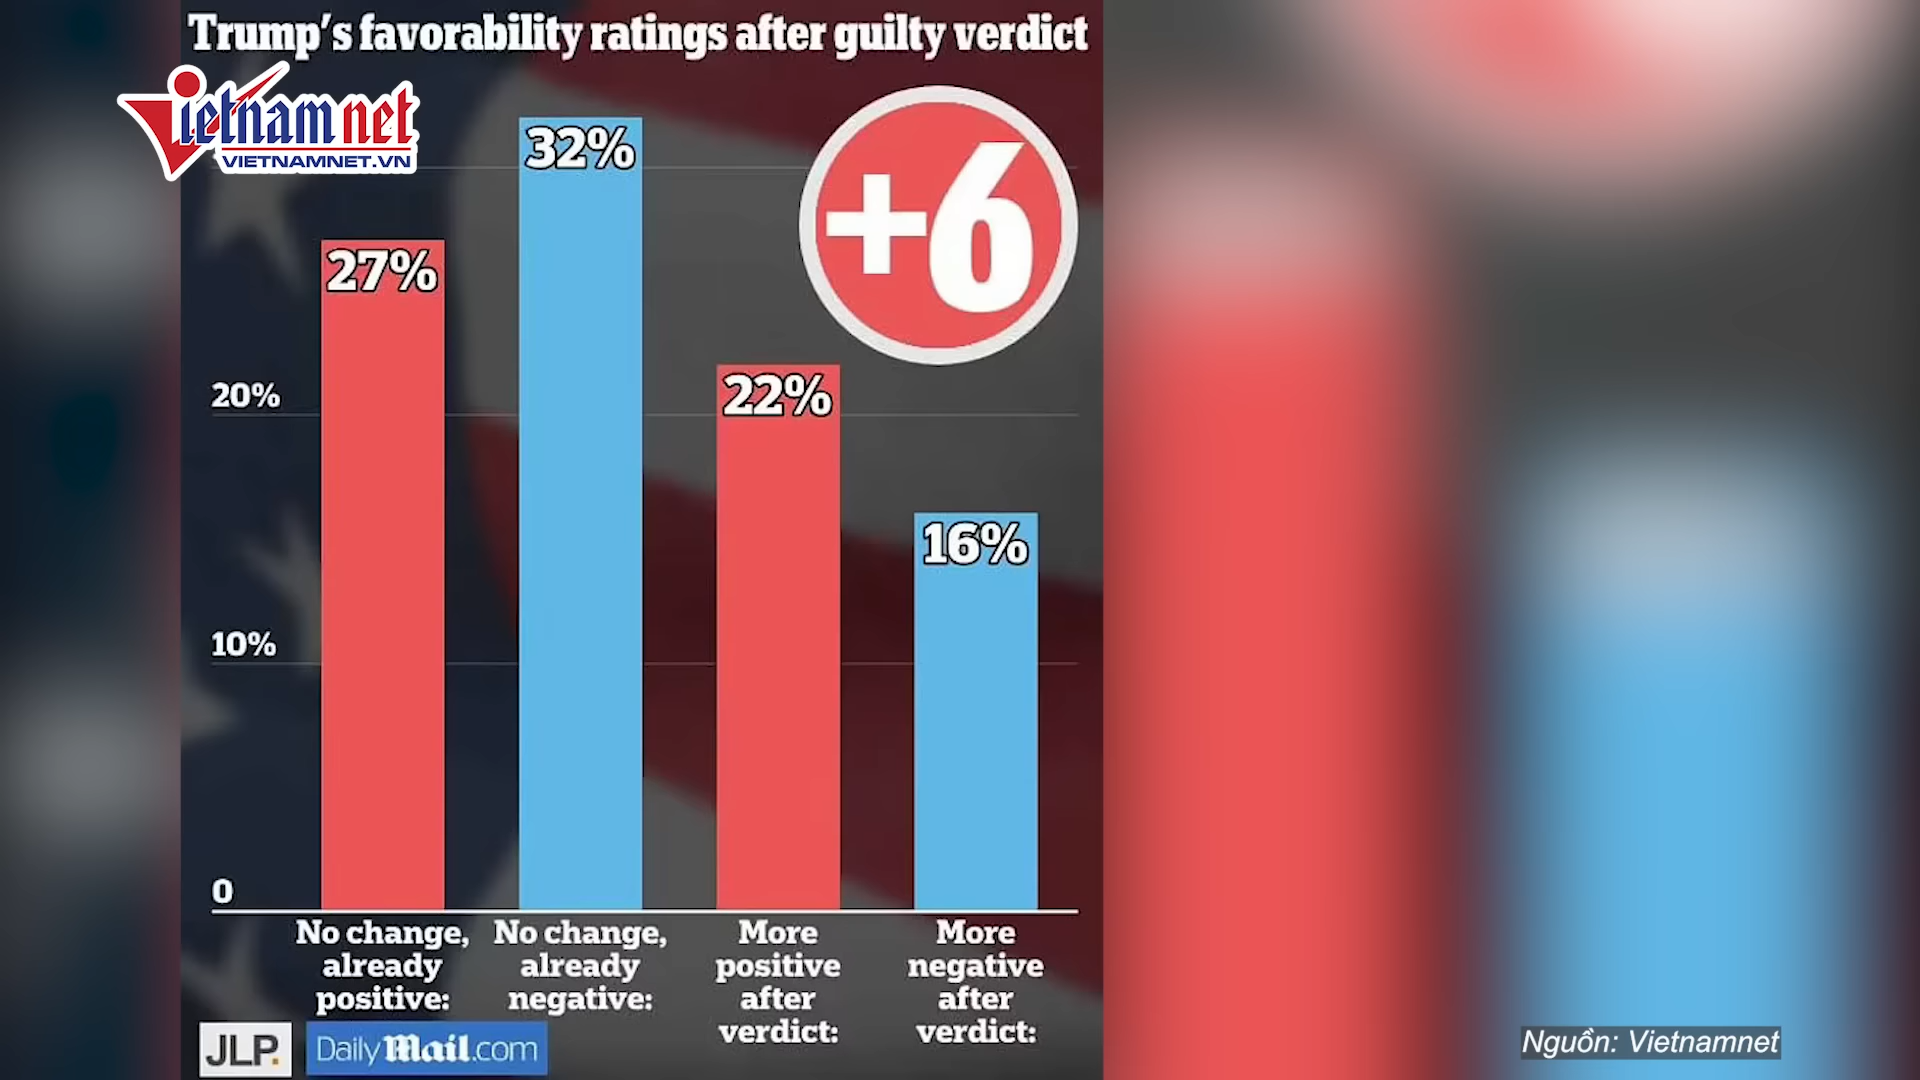 Trump's favorability ratings after guilty verdict
Vietnamnet
VIETNAMNET.VN
+6
32%
27%
22%
16%
20%
10%
0
No change,
already
positive:
No change,
already
negative:
More
positive
after
verdict:
More
negative
after
verdict:
JLP.
DailyMail.com
Nguồn: Vietnamnet